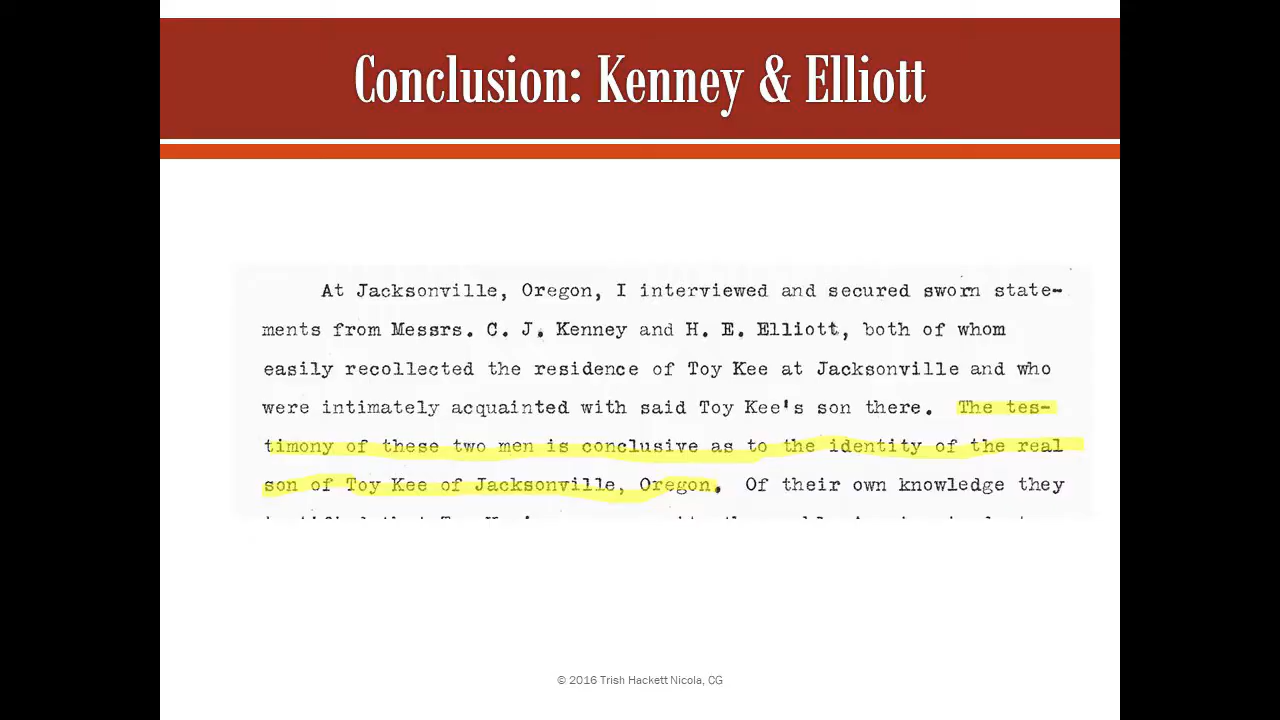 Conclusion: Kenney & Elliott
At Jacksonville, Oregon, I interviewed and secured sworn state-
ments from Messrs. C. J. Kenney and H. E. Elliott, both of whom
easily recollected the residence of Toy Kee at Jacksonville and who
were intimately acquainted with said Toy Kee's son there. The tes-
timony of these two men is conclusive as to the identity of the real
son of Toy Kee of Jacksonville, Oregon. Of their own knowledge they
© 2016 Trish Hackett Nicola, CG